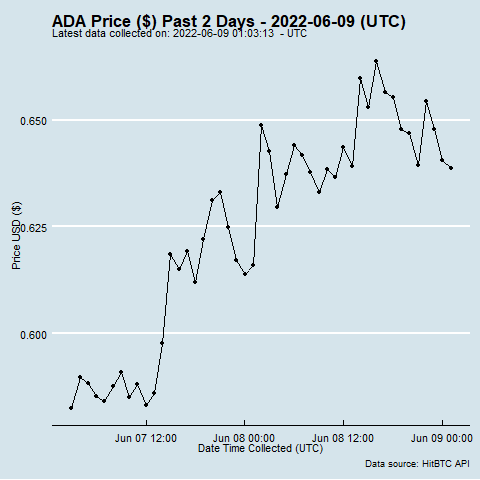 ADA Price ($) Past 2 Days - 2022-06-09 (UTC)
Latest data collected on: 2022-06-09 01:03:13  - UTC
0.650
0.625
0.600
Price USD ($)
Jun 07 12:00
Jun 08 00:00
Jun 08 12:00
Jun 09 00:00
Date Time Collected (UTC)
Data source: HitBTC API